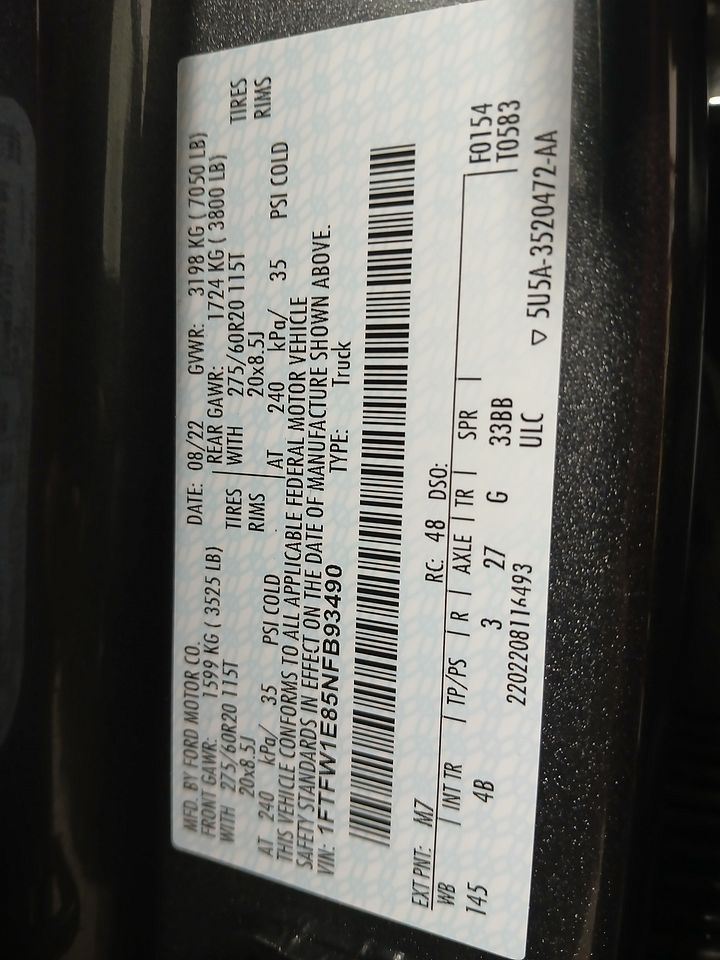 MFD. BY FORD MOTOR CO. DATE: 08/22 GVWR: 3198 KG ( 7050 LB)
FRONT GAWR: 1599 KG ( 3525 LB) REAR GAWR: 1724 KG ( 3800 LB)
WITH 275/60R20 115T TIRES WITH 275/60R20 115T TIRES
20x8.5J RIMS 20x8.5J RIMS
AT 240 kPa/ 35 PSI COLD AT 240 kPa/ 35 PSI COLD
THIS VEHICLE CONFORMS TO ALL APPLICABLE FEDERAL MOTOR VEHICLE
SAFETY STANDARDS IN EFFECT ON THE DATE OF MANUFACTURE SHOWN ABOVE.
VIN: 1FTFW1E85NFB93490 TYPE: Truck
EXT PNT: M7 RC: 48 DSO: F0154
WB INT TR TP/PS R AXLE TR SPR T0583
145 4B 3 27 G 33BB
2202208116493 ULC ▽ 5U5A-3520472-AA